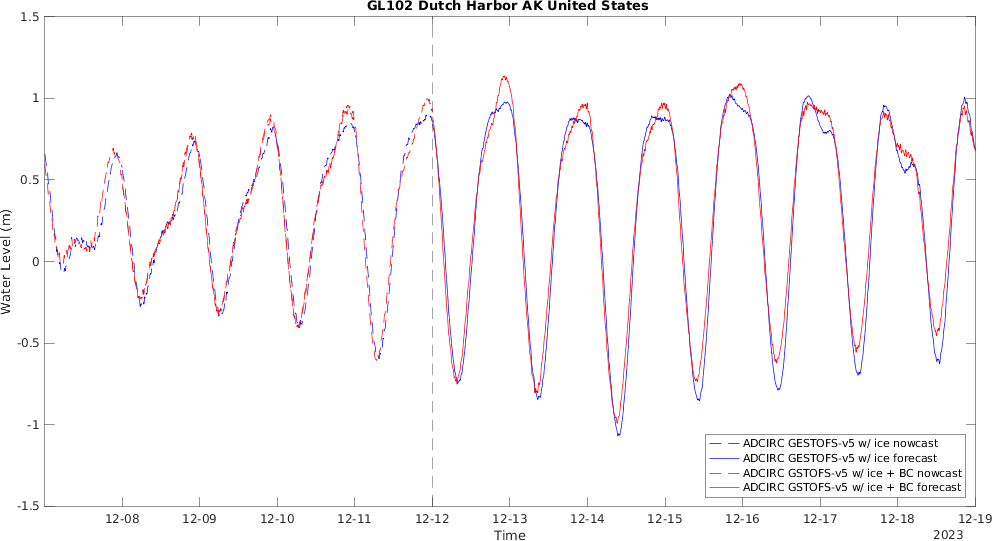 GL102 Dutch Harbor AK United States
1.5
1
0.5
0
-0.5
-1
-1.5
Water Level (m)
ADCIRC GESTOFS-v5 w/ ice nowcast
ADCIRC GESTOFS-v5 w/ ice forecast
ADCIRC GSTOFS-v5 w/ ice + BC nowcast
ADCIRC GSTOFS-v5 w/ ice + BC forecast
12-08 12-09 12-10 12-11 12-12 12-13 12-14 12-15 12-16 12-17 12-18 12-19
Time
2023